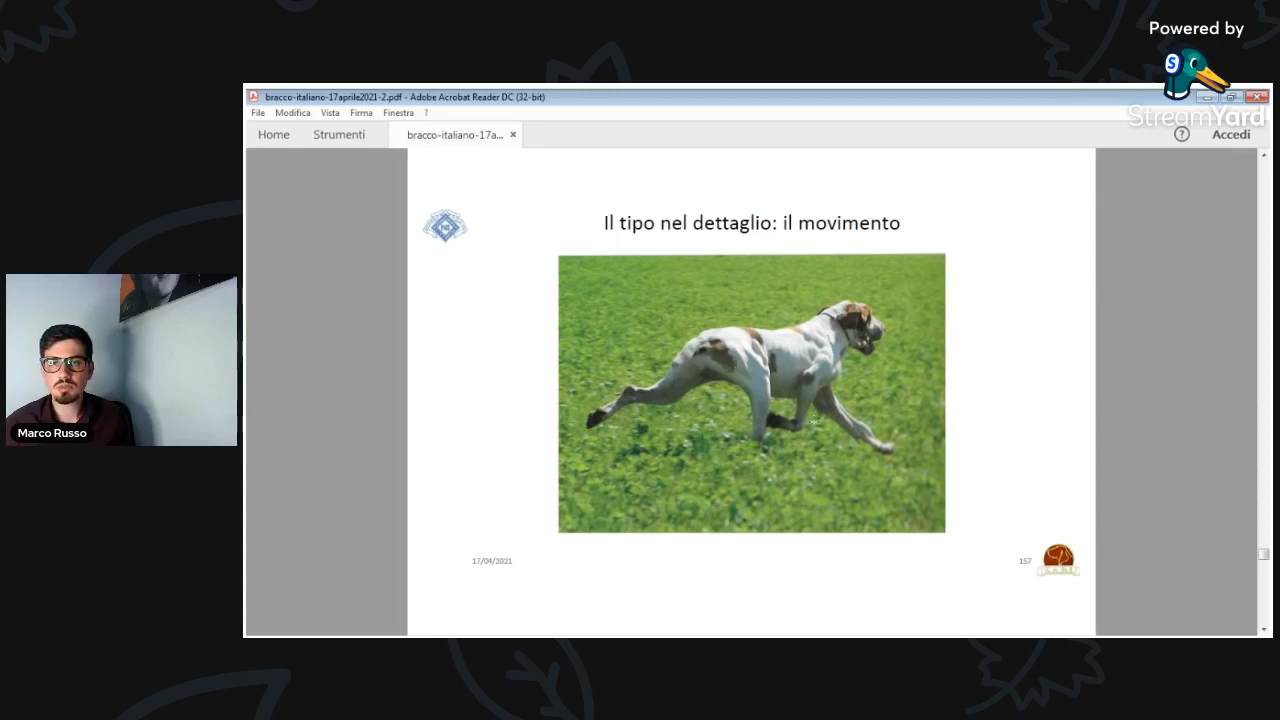 Powered by
StreamYard
bracco-italiano-17aprile2021-2.pdf - Adobe Acrobat Reader DC (32-bit)
File Modifica Vista Firma Finestra ?
Home Strumenti bracco-italiano-17a... × ? Accedi
Il tipo nel dettaglio: il movimento
Marco Russo
17/04/2021
157